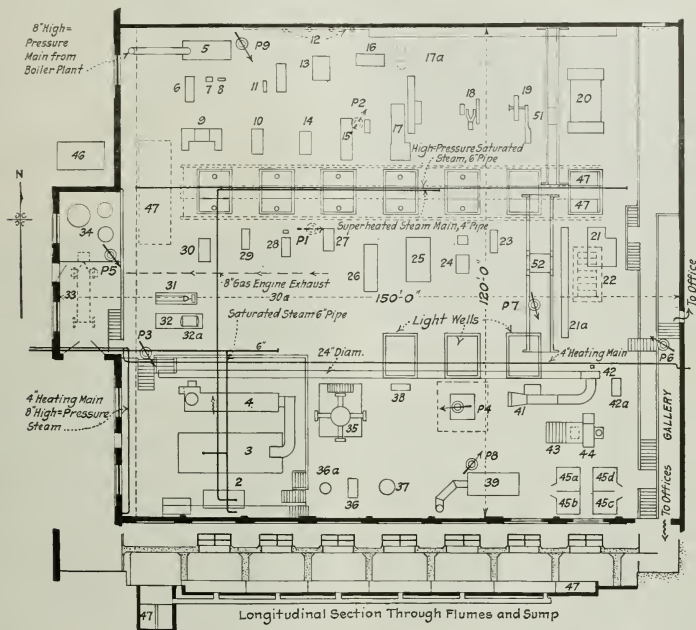 8" High=
Pressure
Main from
Boiler Plant
5
P9
12
13
16
17a
6
7
8
11
18
19
51
20
9
10
14
P2
15
17
High=Pressure Saturated
Steam, 6" Pipe
46
N
47
47
47
Superheated Steam Main, 4" Pipe
34
P5
30
29
28
P1
27
26
25
24
23
52
21
22
33
31
8" Gas Engine Exhaust
30a
150'-0"
120'-0"
P7
21a
32
32a
Saturated Steam 6" Pipe
Light Wells
To Office
P3
6"
24" Diam.
4" Heating Main
P6
4" Heating Main
8" High=Pressure
Steam
4
35
38
P4
41
42
42a
GALLERY
3
43
44
P8
36a
36
37
39
45a
45d
45b
45c
2
To Offices
47
47
Longitudinal Section Through Flumes and Sump